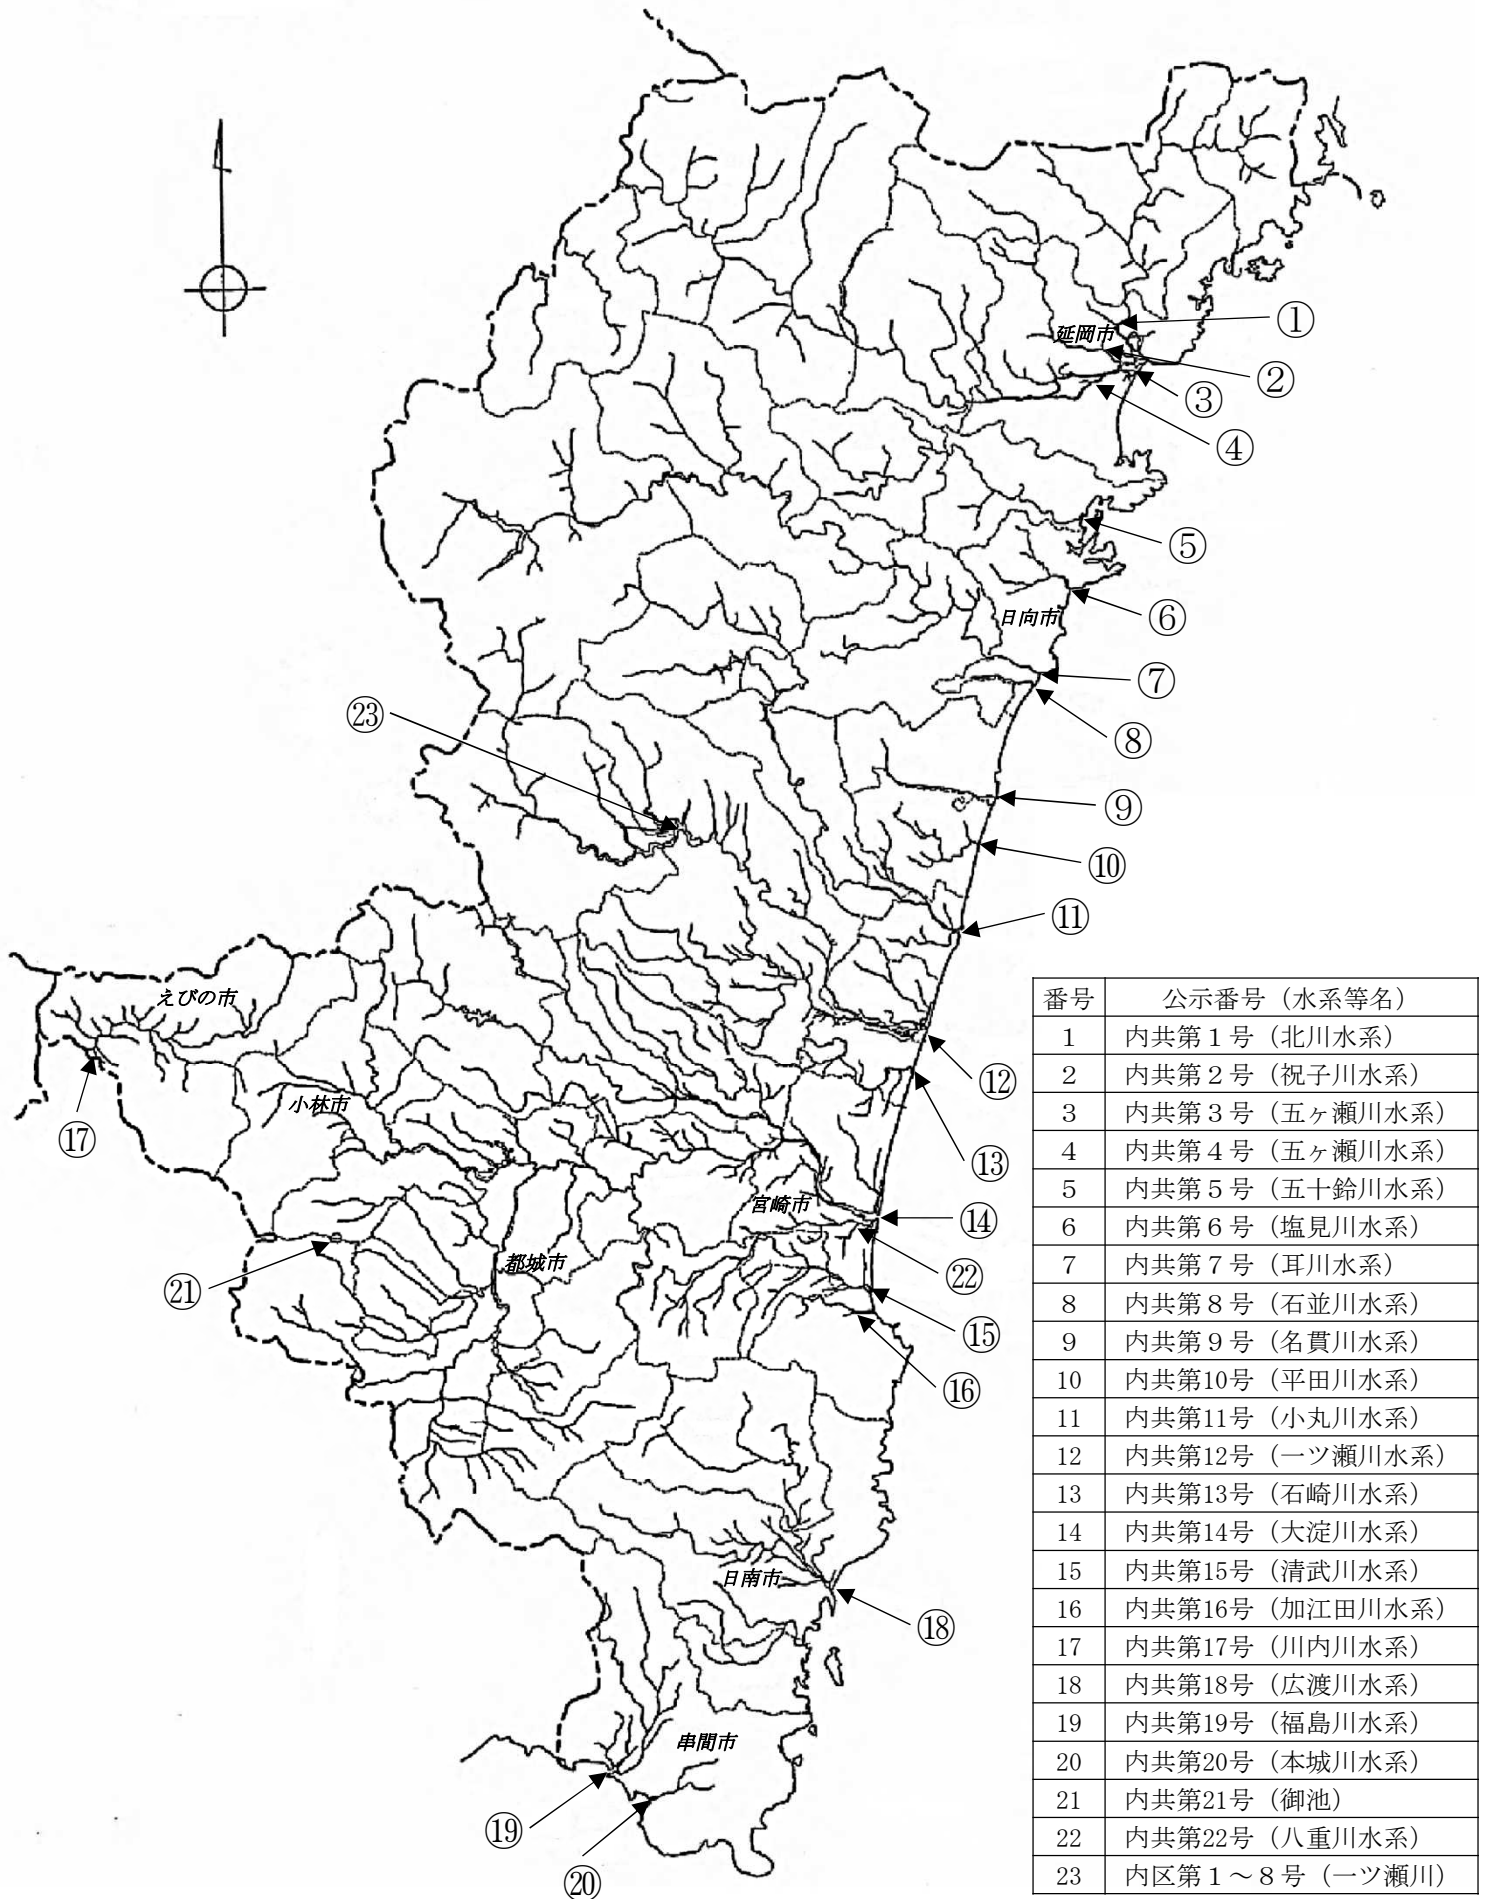 ①
延岡市
②
③
④
⑤
⑥
日向市
⑦
㉓
⑧
⑨
⑩
⑪
えびの市
⑫
小林市
⑰
⑬
宮崎市
⑭
都城市
㉑
㉒
⑮
⑯
日南市
⑱
串間市
⑲
⑳
番号 公示番号（水系等名）
1 内共第１号（北川水系）
2 内共第２号（祝子川水系）
3 内共第３号（五ヶ瀬川水系）
4 内共第４号（五ヶ瀬川水系）
5 内共第５号（五十鈴川水系）
6 内共第６号（塩見川水系）
7 内共第７号（耳川水系）
8 内共第８号（石並川水系）
9 内共第９号（名貫川水系）
10 内共第10号（平田川水系）
11 内共第11号（小丸川水系）
12 内共第12号（一ツ瀬川水系）
13 内共第13号（石崎川水系）
14 内共第14号（大淀川水系）
15 内共第15号（清武川水系）
16 内共第16号（加江田川水系）
17 内共第17号（川内川水系）
18 内共第18号（広渡川水系）
19 内共第19号（福島川水系）
20 内共第20号（本城川水系）
21 内共第21号（御池）
22 内共第22号（八重川水系）
23 内区第１～８号（一ツ瀬川）